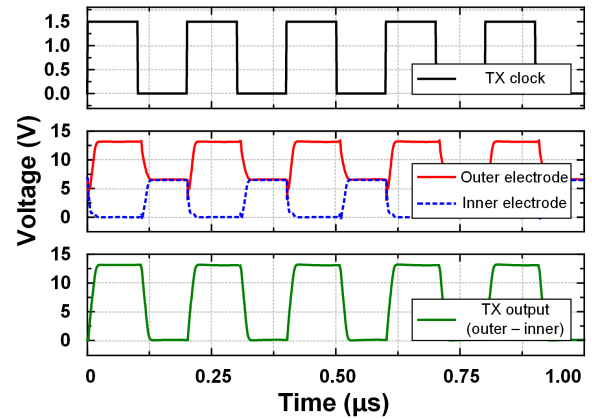 1.5
1.0
0.5
0.0
TX clock
Voltage (V)
15
10
5
0
Outer electrode
Inner electrode
15
10
5
0
TX output
(outer – inner)
0 0.25 0.50 0.75 1.00
Time (μs)